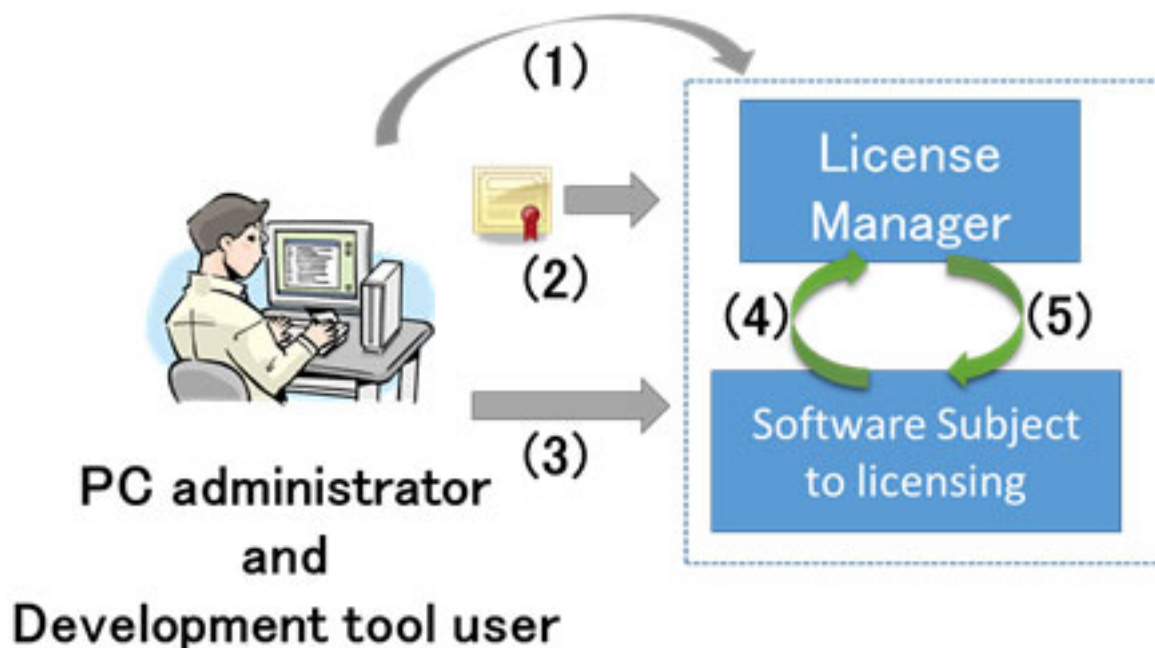 (1)
License
Manager
(2)
(4)
(5)
Software Subject
to licensing
(3)
PC administrator
and
Development tool user